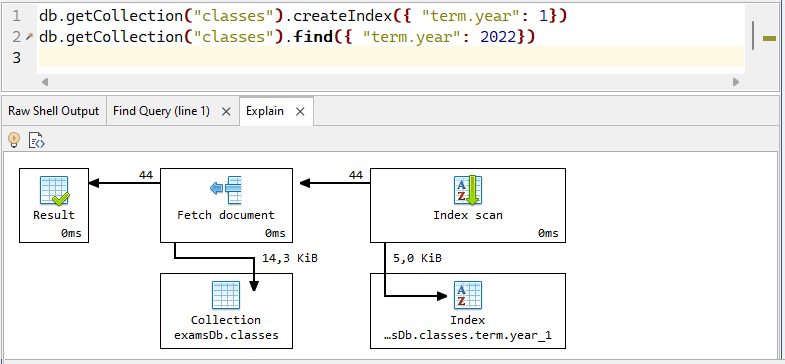 1 db.getCollection("classes").createIndex({ "term.year": 1})
2 db.getCollection("classes").find({ "term.year": 2022})
3
Raw Shell Output Find Query (line 1) Explain
44 44
Result Fetch document Index scan
0ms 0ms 0ms
14,3 KiB 5,0 KiB
Collection Index
examsDb.classes …sDb.classes.term.year_1